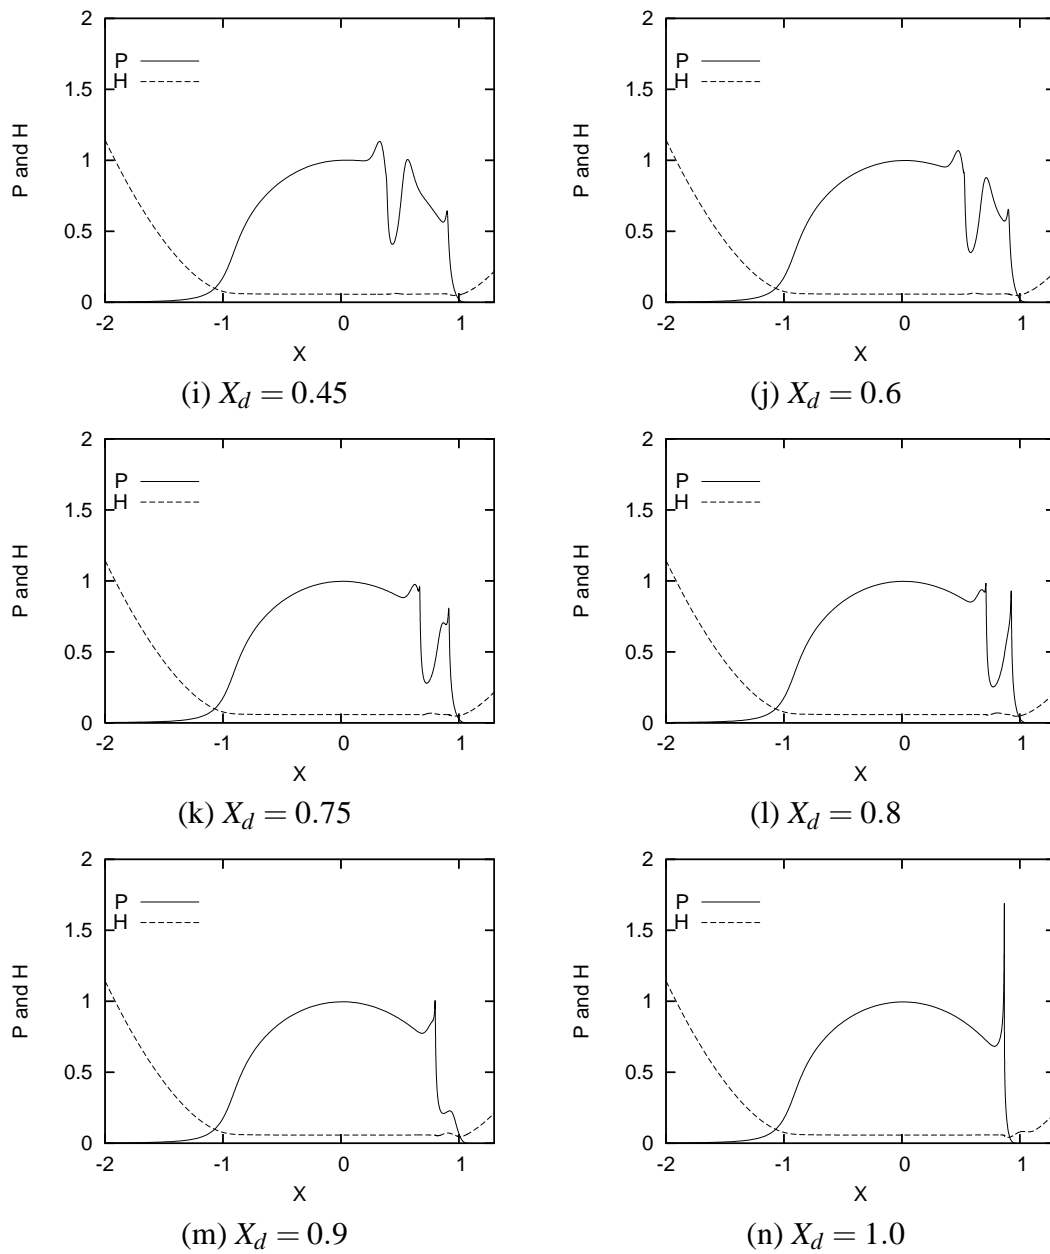 2
1.5
1
0.5
0
-2
-1
0
1
P and H
X
P
H
(i) X_d = 0.45
2
1.5
1
0.5
0
-2
-1
0
1
P and H
X
P
H
(j) X_d = 0.6
2
1.5
1
0.5
0
-2
-1
0
1
P and H
X
P
H
(k) X_d = 0.75
2
1.5
1
0.5
0
-2
-1
0
1
P and H
X
P
H
(l) X_d = 0.8
2
1.5
1
0.5
0
-2
-1
0
1
P and H
X
P
H
(m) X_d = 0.9
2
1.5
1
0.5
0
-2
-1
0
1
P and H
X
P
H
(n) X_d = 1.0